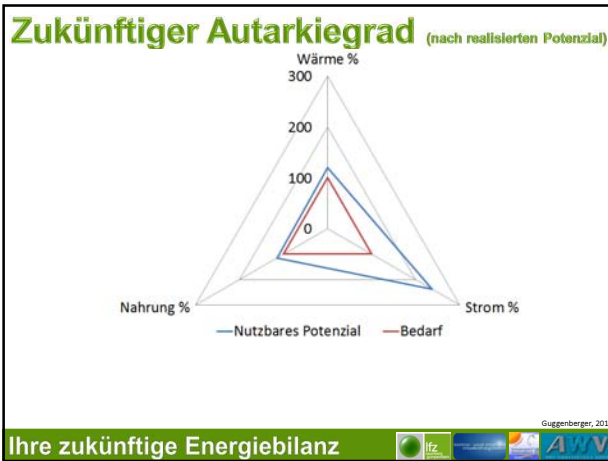 Zukünftiger Autarkiegrad (nach realisierten Potenzial)
Wärme %
300
200
100
0
Nahrung %
Strom %
Nutzbares Potenzial
Bedarf
Guggenberger, 201
Ihre zukünftige Energiebilanz
lfz
AWV